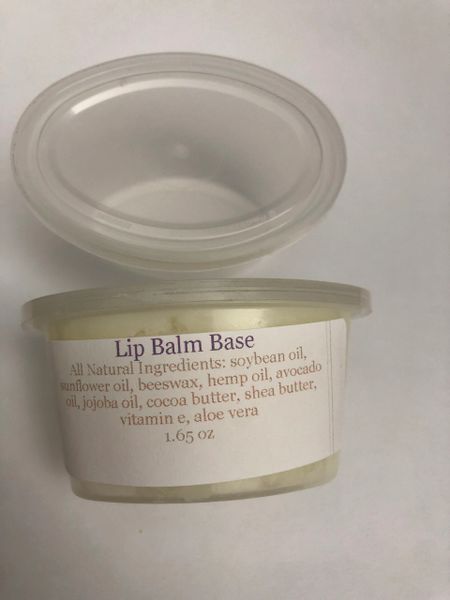 Lip Balm Base
All Natural Ingredients: soybean oil,
sunflower oil, beeswax, hemp oil, avocado
oil, jojoba oil, cocoa butter, shea butter,
vitamin e, aloe vera
1.65 oz